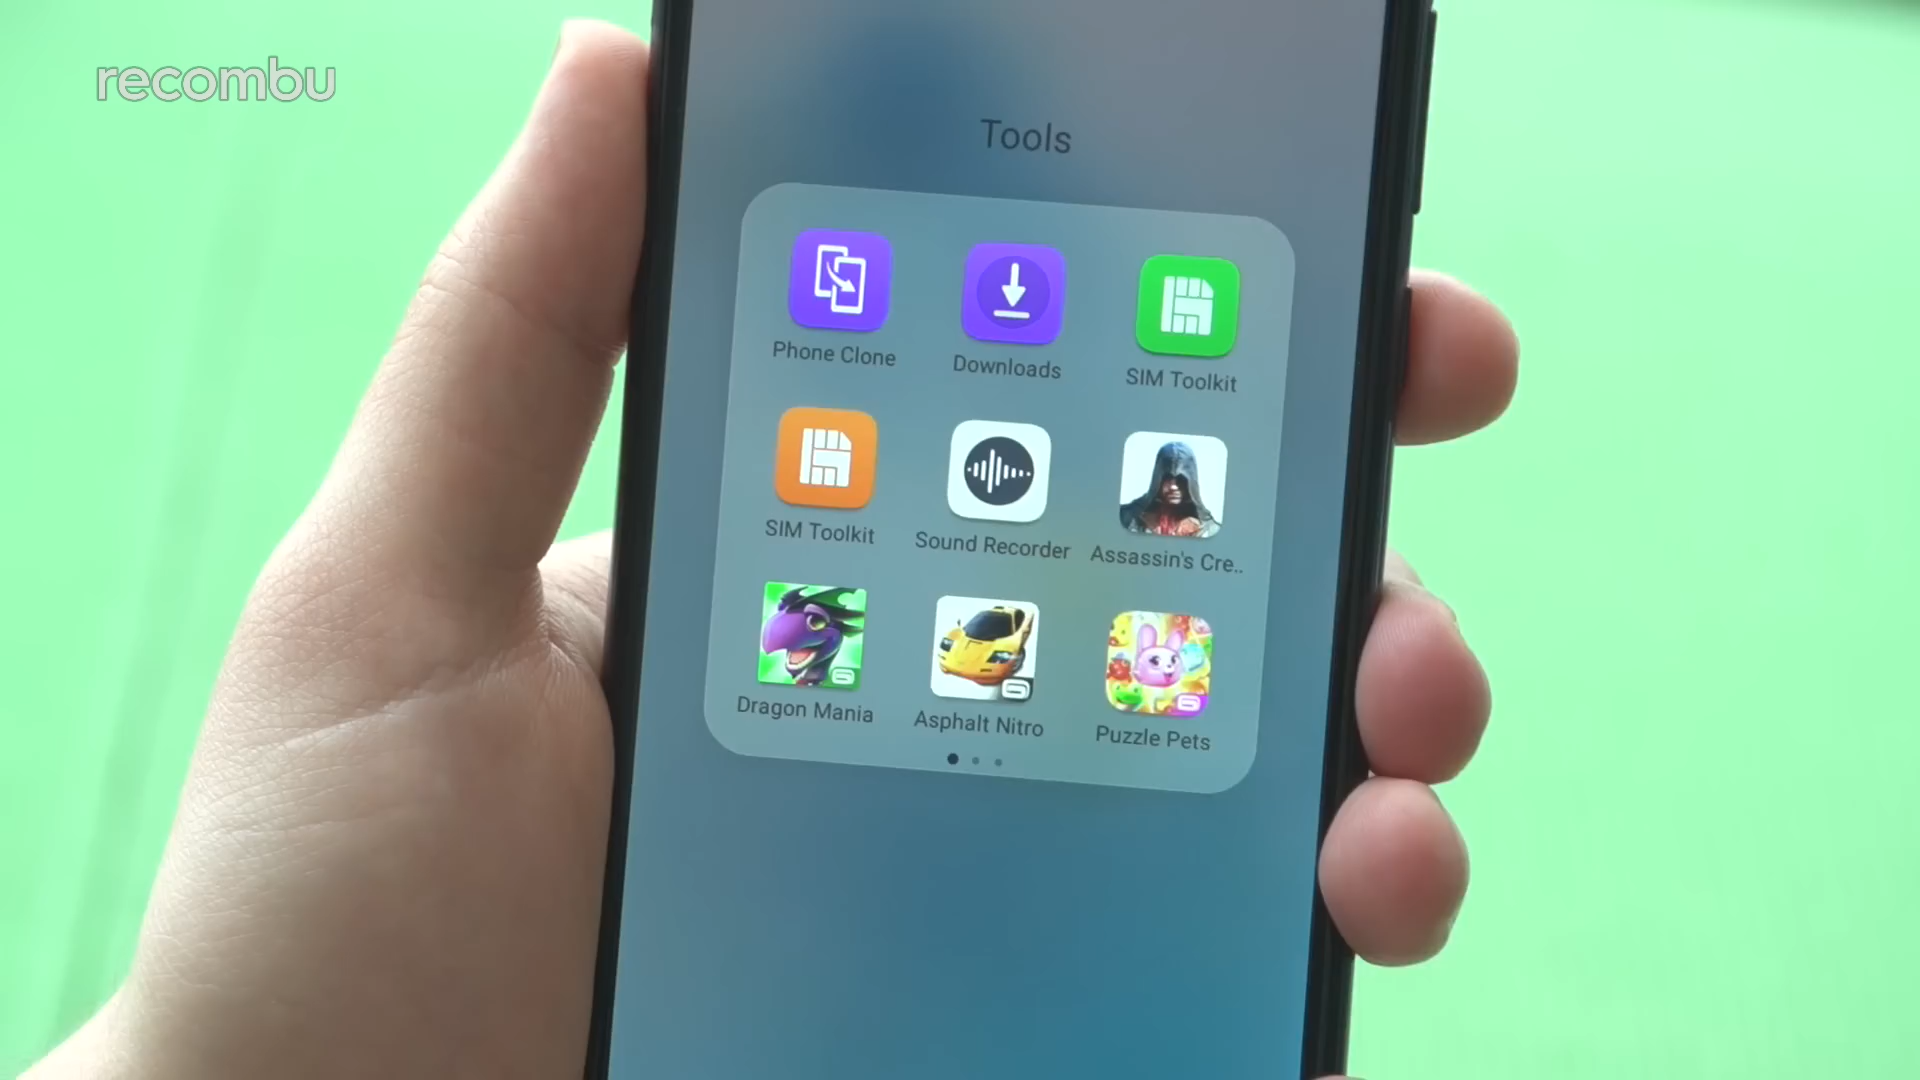 recombu
Tools
Phone Clone
Downloads
SIM Toolkit
SIM Toolkit
Sound Recorder
Assassin's Cre..
Dragon Mania
Asphalt Nitro
Puzzle Pets